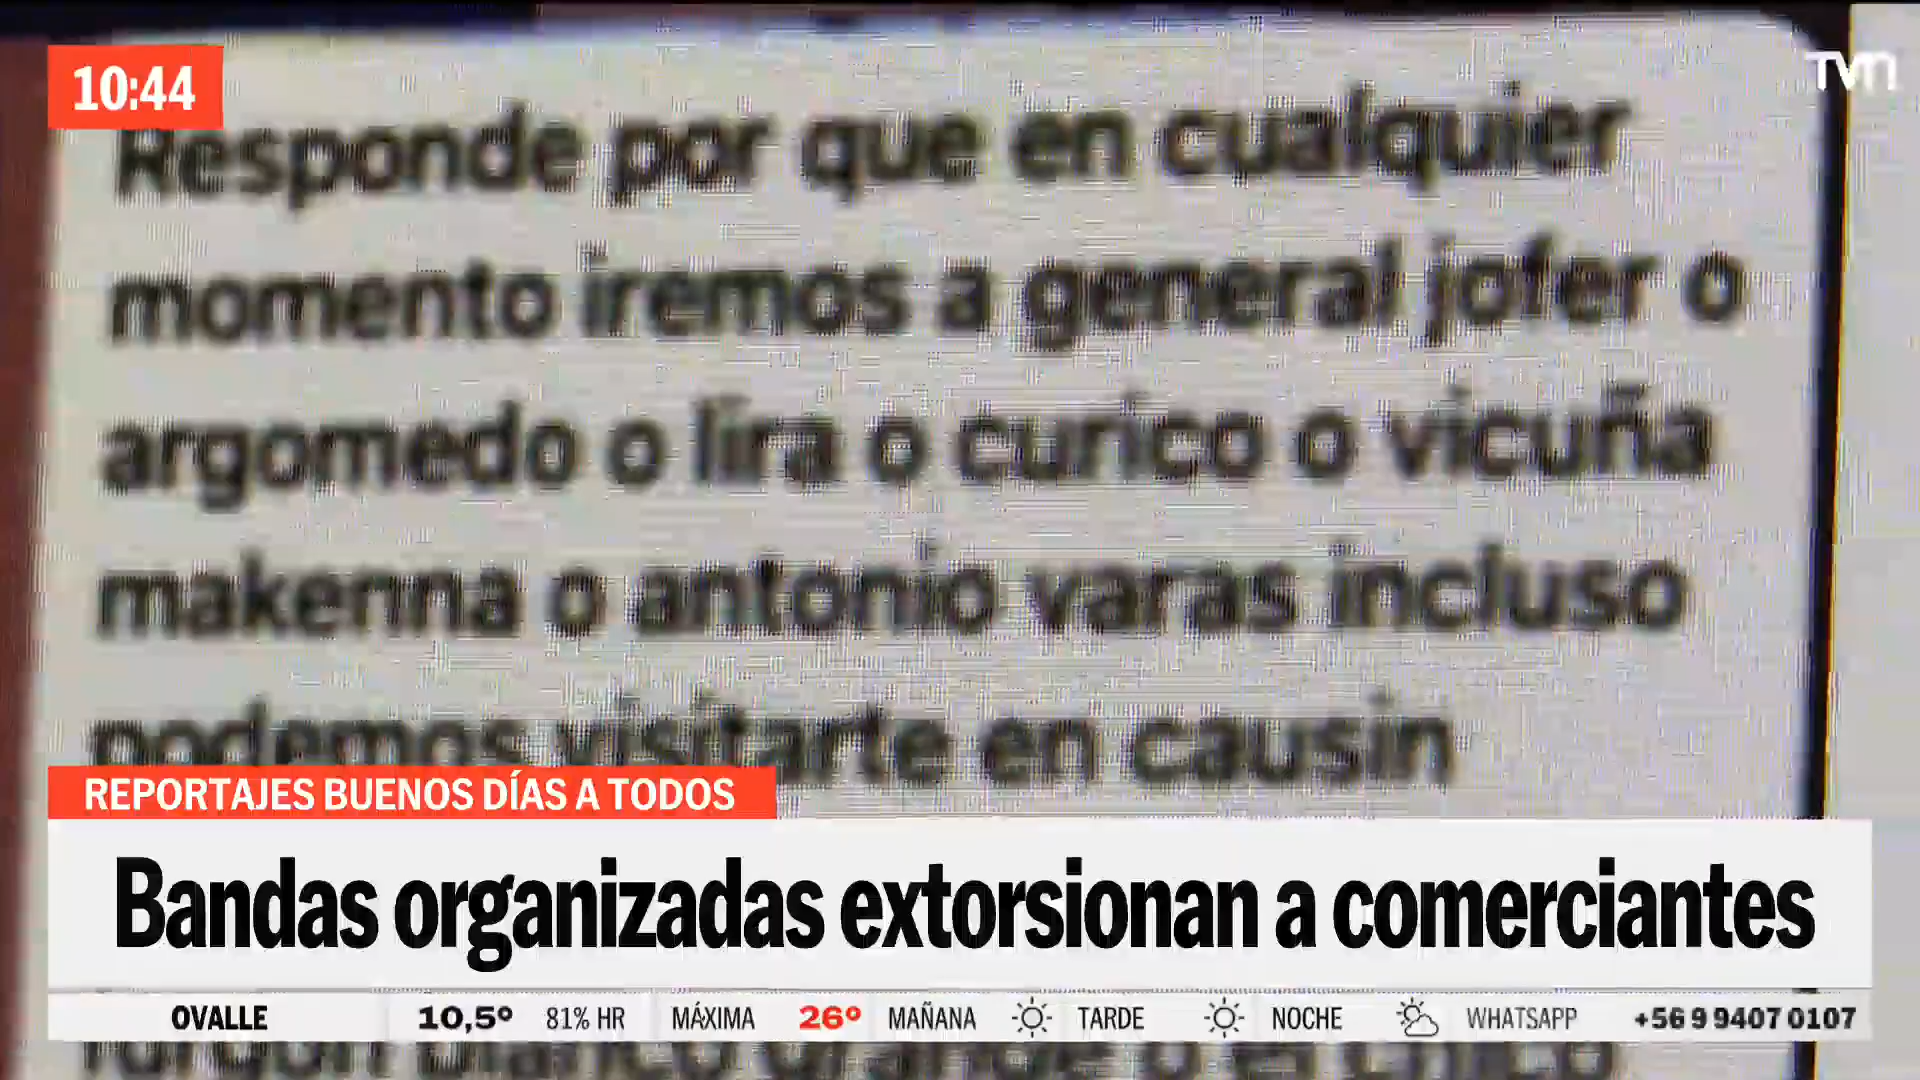 10:44
TVN
Responde por que en cualquier
momento iremos a general jofer o
argomedo o lira o curico o vicuña
makenna o antonio varas incluso
podemos visitarte en causin
REPORTAJES BUENOS DÍAS A TODOS
Bandas organizadas extorsionan a comerciantes
OVALLE 10,5º 81% HR MÁXIMA 26º MAÑANA TARDE NOCHE WHATSAPP +56 9 9407 0107